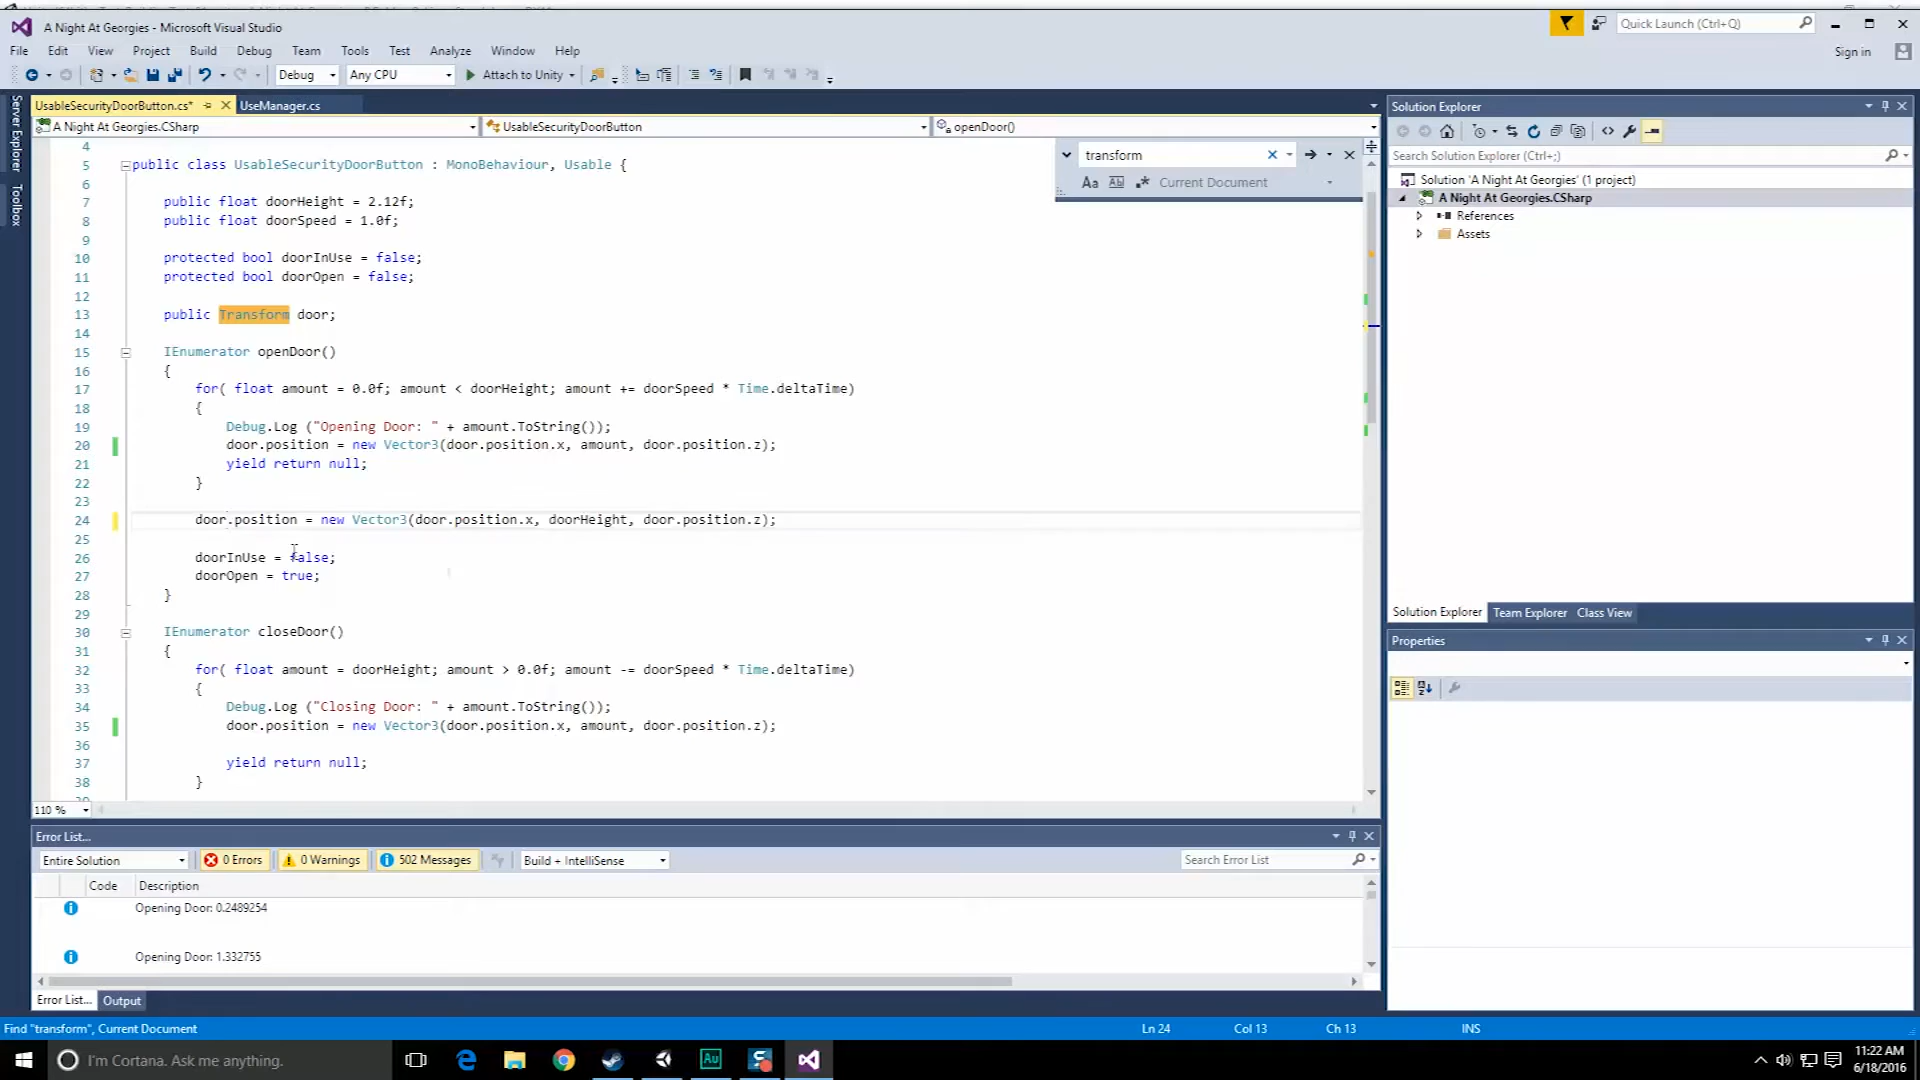 A Night At Georgies - Microsoft Visual Studio
Quick Launch (Ctrl+Q)
File Edit View Project Build Debug Team Tools Test Analyze Window Help
Sign in
Debug Any CPU Attach to Unity
Server Explorer
Toolbox
UsableSecurityDoorButton.cs* UseManager.cs
A Night At Georgies.CSharp UsableSecurityDoorButton openDoor()
transform
Current Document
4
5 public class UsableSecurityDoorButton : MonoBehaviour, Usable {
6
7 public float doorHeight = 2.12f;
8 public float doorSpeed = 1.0f;
9
10 protected bool doorInUse = false;
11 protected bool doorOpen = false;
12
13 public Transform door;
14
15 IEnumerator openDoor()
16 {
17 for( float amount = 0.0f; amount < doorHeight; amount += doorSpeed * Time.deltaTime)
18 {
19 Debug.Log ("Opening Door: " + amount.ToString());
20 door.position = new Vector3(door.position.x, amount, door.position.z);
21 yield return null;
22 }
23
24 door.position = new Vector3(door.position.x, doorHeight, door.position.z);
25
26 doorInUse = false;
27 doorOpen = true;
28 }
29
30 IEnumerator closeDoor()
31 {
32 for( float amount = doorHeight; amount > 0.0f; amount -= doorSpeed * Time.deltaTime)
33 {
34 Debug.Log ("Closing Door: " + amount.ToString());
35 door.position = new Vector3(door.position.x, amount, door.position.z);
36
37 yield return null;
38 }
110 %
Solution Explorer
Search Solution Explorer (Ctrl+;)
Solution 'A Night At Georgies' (1 project)
A Night At Georgies.CSharp
References
Assets
Solution Explorer Team Explorer Class View
Properties
Error List...
Entire Solution 0 Errors 0 Warnings 502 Messages Build + IntelliSense Search Error List
Code Description
Opening Door: 0.2489254
Opening Door: 1.332755
Error List... Output
Find "transform", Current Document Ln 24 Col 13 Ch 13 INS
I'm Cortana. Ask me anything.
Au
11:22 AM
6/18/2016